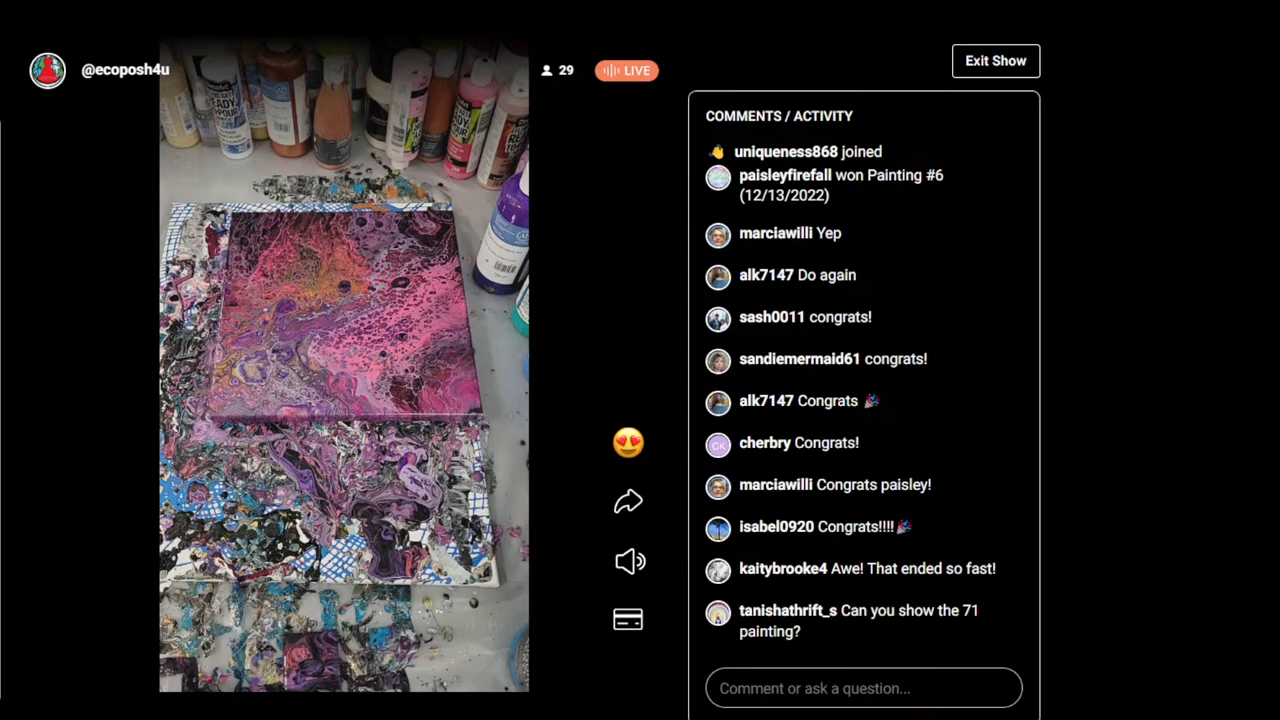 @ecoposh4u
29
LIVE
Exit Show
COMMENTS / ACTIVITY
👋 uniqueness868 joined
paisleyfirefall won Painting #6
(12/13/2022)
marciawilli Yep
alk7147 Do again
sash0011 congrats!
sandiemermaid61 congrats!
alk7147 Congrats 🎉
CK
cherbry Congrats!
marciawilli Congrats paisley!
isabel0920 Congrats!!!!🎉
kaitybrooke4 Awe! That ended so fast!
tanishathrift_s Can you show the 71
painting?
Comment or ask a question...